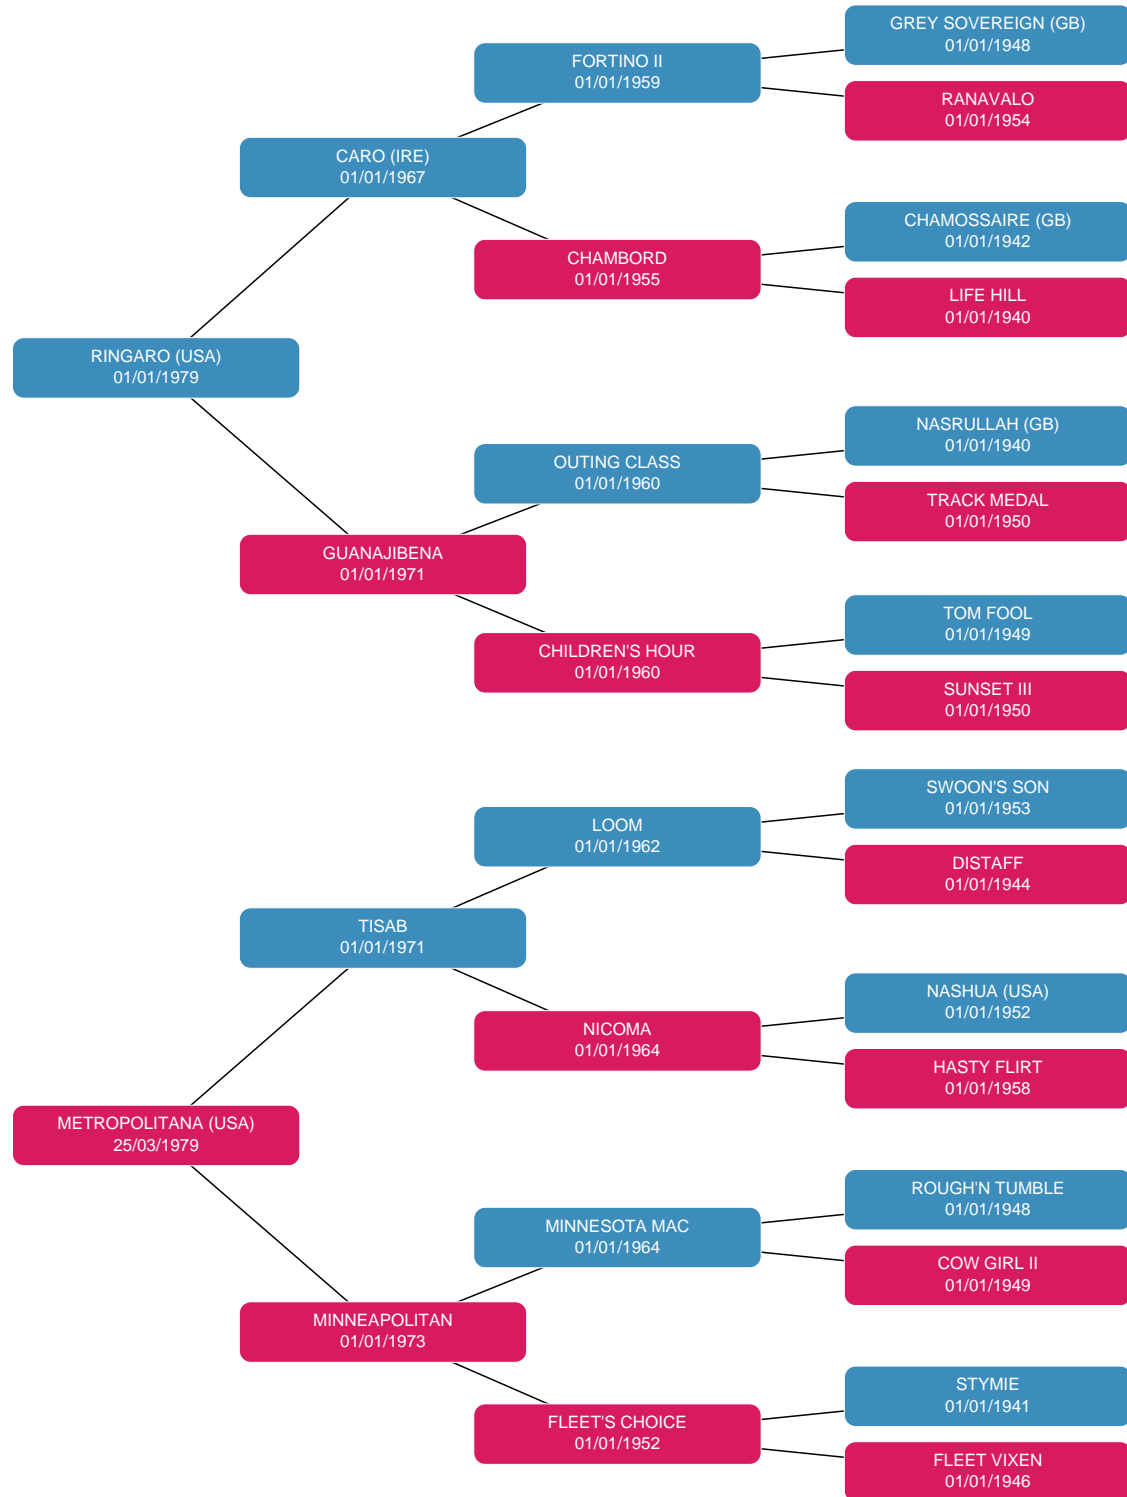 GREY SOVEREIGN (GB)
01/01/1948
FORTINO II
01/01/1959
RANAVALO
01/01/1954
CARO (IRE)
01/01/1967
CHAMOSSAIRE (GB)
01/01/1942
CHAMBORD
01/01/1955
LIFE HILL
01/01/1940
RINGARO (USA)
01/01/1979
NASRULLAH (GB)
01/01/1940
OUTING CLASS
01/01/1960
TRACK MEDAL
01/01/1950
GUANAJIBENA
01/01/1971
TOM FOOL
01/01/1949
CHILDREN'S HOUR
01/01/1960
SUNSET III
01/01/1950
SWOON'S SON
01/01/1953
LOOM
01/01/1962
DISTAFF
01/01/1944
TISAB
01/01/1971
NASHUA (USA)
01/01/1952
NICOMA
01/01/1964
HASTY FLIRT
01/01/1958
METROPOLITANA (USA)
25/03/1979
ROUGH'N TUMBLE
01/01/1948
MINNESOTA MAC
01/01/1964
COW GIRL II
01/01/1949
MINNEAPOLITAN
01/01/1973
STYMIE
01/01/1941
FLEET'S CHOICE
01/01/1952
FLEET VIXEN
01/01/1946